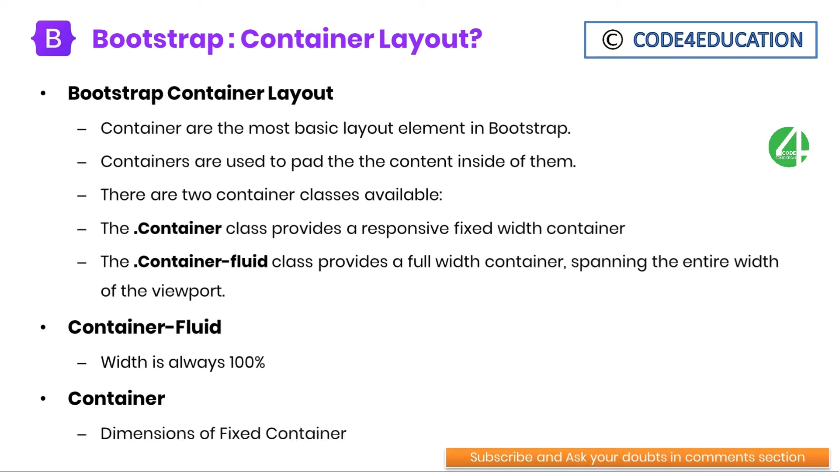 B Bootstrap : Container Layout?
© CODE4EDUCATION
• Bootstrap Container Layout
– Container are the most basic layout element in Bootstrap.
– Containers are used to pad the the content inside of them.
4 CODE EDUCATION
– There are two container classes available:
– The .Container class provides a responsive fixed width container
– The .Container-fluid class provides a full width container, spanning the entire width
of the viewport.
• Container-Fluid
– Width is always 100%
• Container
– Dimensions of Fixed Container
Subscribe and Ask your doubts in comments section